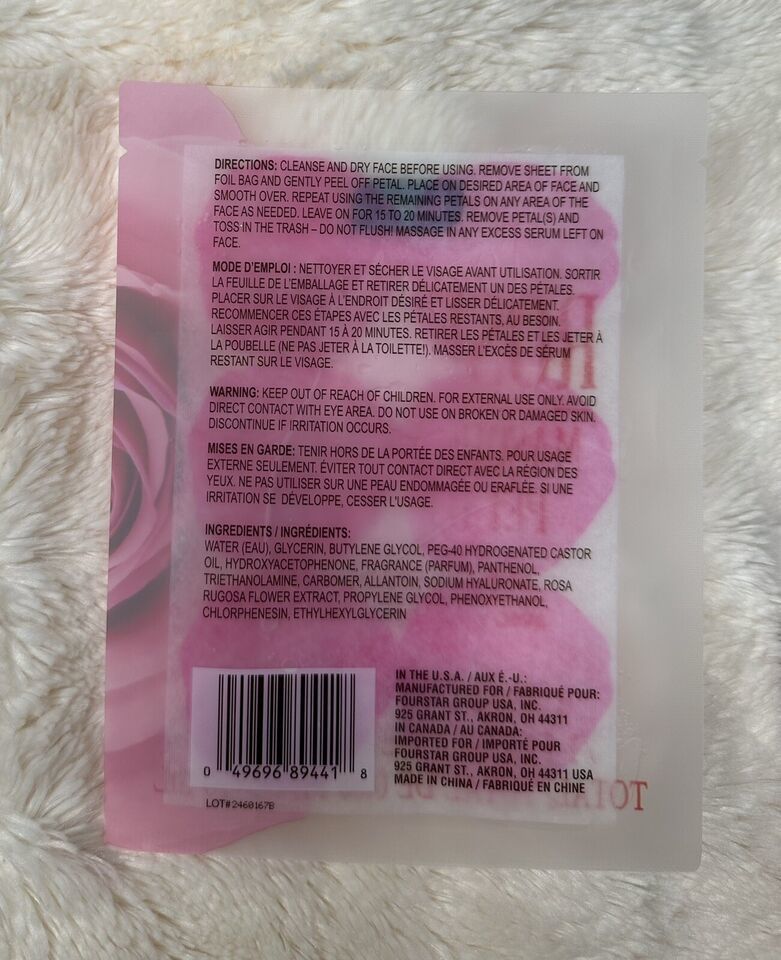 DIRECTIONS: CLEANSE AND DRY FACE BEFORE USING. REMOVE SHEET FROM
FOIL BAG AND GENTLY PEEL OFF PETAL. PLACE ON DESIRED AREA OF FACE AND
SMOOTH OVER. REPEAT USING THE REMAINING PETALS ON ANY AREA OF THE
FACE AS NEEDED. LEAVE ON FOR 15 TO 20 MINUTES. REMOVE PETAL(S) AND
TOSS IN THE TRASH – DO NOT FLUSH! MASSAGE IN ANY EXCESS SERUM LEFT ON
FACE.
MODE D'EMPLOI : NETTOYER ET SÉCHER LE VISAGE AVANT UTILISATION. SORTIR
LA FEUILLE DE L'EMBALLAGE ET RETIRER DÉLICATEMENT UN DES PÉTALES.
PLACER SUR LE VISAGE À L'ENDROIT DÉSIRÉ ET LISSER DÉLICATEMENT.
RECOMMENCER CES ÉTAPES AVEC LES PÉTALES RESTANTS, AU BESOIN.
LAISSER AGIR PENDANT 15 À 20 MINUTES. RETIRER LES PÉTALES ET LES JETER À
LA POUBELLE (NE PAS JETER À LA TOILETTE!). MASSER L'EXCÈS DE SÉRUM
RESTANT SUR LE VISAGE.
WARNING: KEEP OUT OF REACH OF CHILDREN. FOR EXTERNAL USE ONLY. AVOID
DIRECT CONTACT WITH EYE AREA. DO NOT USE ON BROKEN OR DAMAGED SKIN.
DISCONTINUE IF IRRITATION OCCURS.
MISES EN GARDE: TENIR HORS DE LA PORTÉE DES ENFANTS. POUR USAGE
EXTERNE SEULEMENT. ÉVITER TOUT CONTACT DIRECT AVEC LA RÉGION DES
YEUX. NE PAS UTILISER SUR UNE PEAU ENDOMMAGÉE OU ERAFLÉE. SI UNE
IRRITATION SE DÉVELOPPE, CESSER L'USAGE.
INGREDIENTS / INGRÉDIENTS:
WATER (EAU), GLYCERIN, BUTYLENE GLYCOL, PEG-40 HYDROGENATED CASTOR
OIL, HYDROXYACETOPHENONE, FRAGRANCE (PARFUM), PANTHENOL,
TRIETHANOLAMINE, CARBOMER, ALLANTOIN, SODIUM HYALURONATE, ROSA
RUGOSA FLOWER EXTRACT, PROPYLENE GLYCOL, PHENOXYETHANOL,
CHLORPHENESIN, ETHYLHEXYLGLYCERIN
0 49696 89441 8
LOT#2460167B
IN THE U.S.A. / AUX É.-U.:
MANUFACTURED FOR / FABRIQUÉ POUR:
FOURSTAR GROUP USA, INC.
925 GRANT ST., AKRON, OH 44311
IN CANADA / AU CANADA:
IMPORTED FOR / IMPORTÉ POUR
FOURSTAR GROUP USA, INC.
925 GRANT ST., AKRON, OH 44311 USA
MADE IN CHINA / FABRIQUÉ EN CHINE